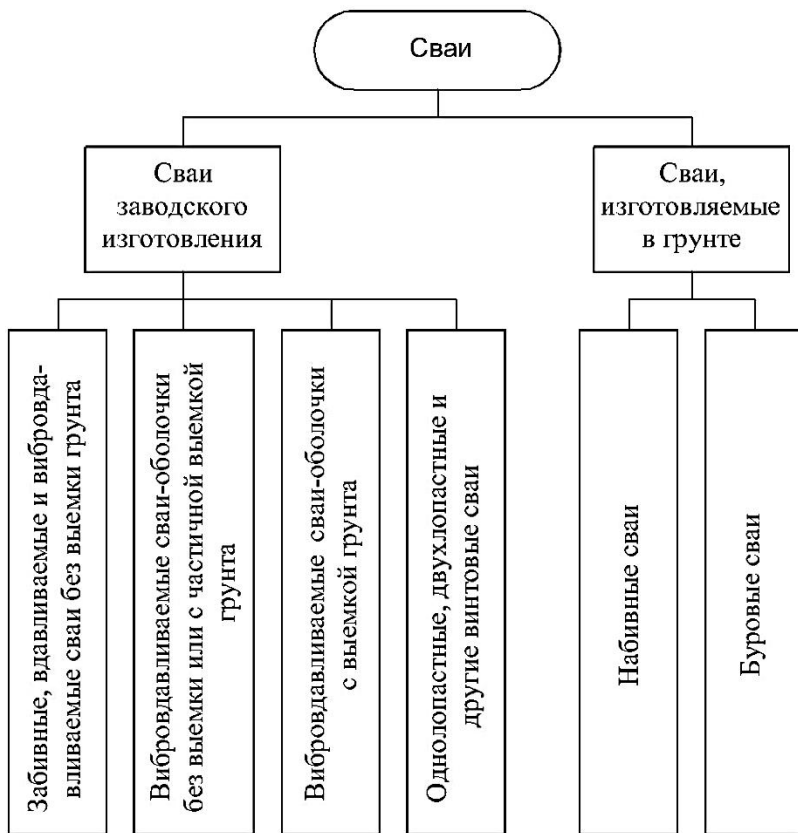 Сваи
Сваи
заводского
изготовления
Сваи,
изготовляемые
в грунте
Забивные, вдавливаемые и вибровда-
вливаемые сваи без выемки грунта
Вибровдавливаемые сваи-оболочки
без выемки или с частичной выемкой
грунта
Вибровдавливаемые сваи-оболочки
с выемкой грунта
Однолопастные, двухлопастные и
другие винтовые сваи
Набивные сваи
Буровые сваи